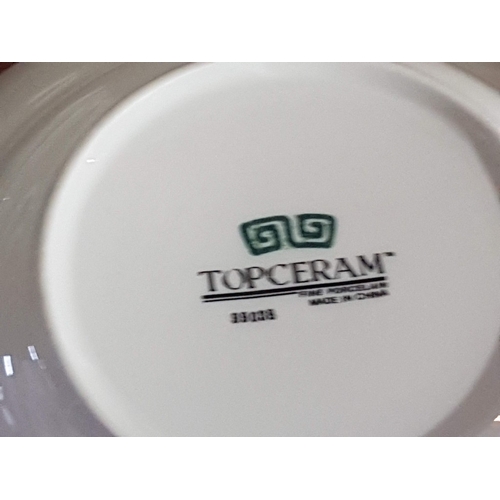 TOPCERAM™
FINE PORCELAIN
MADE IN CHINA